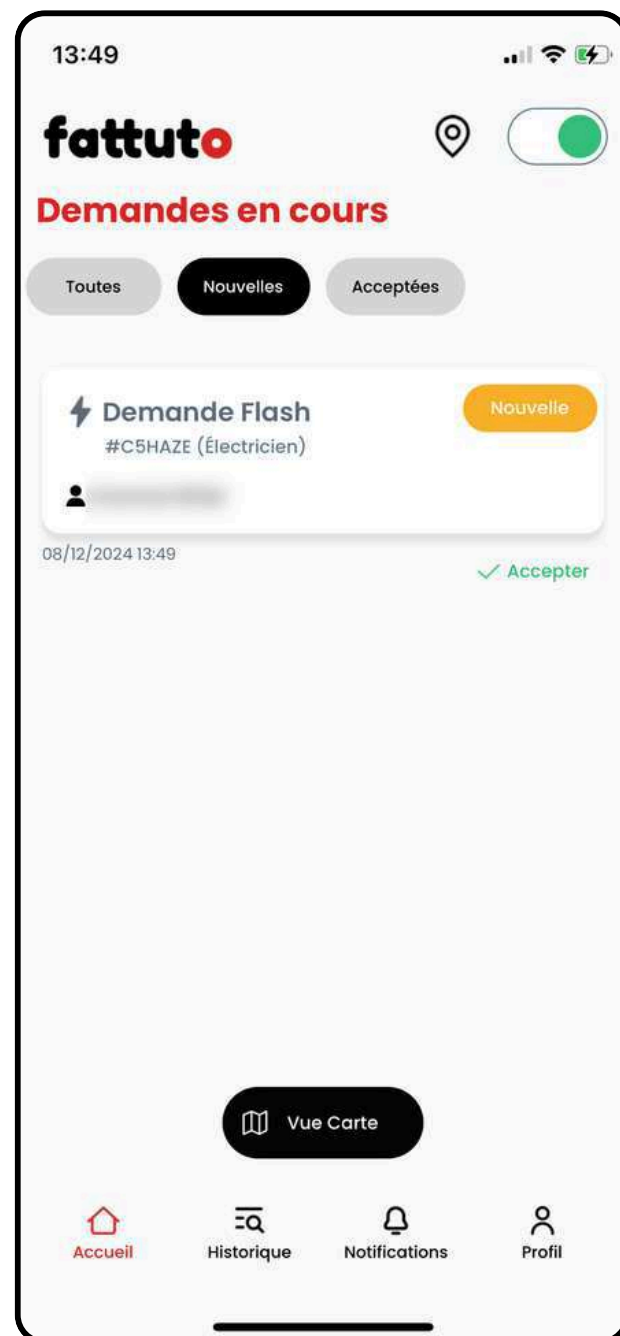 13:49
fattuto
Demandes en cours
Toutes Nouvelles Acceptées
Demande Flash Nouvelle
#C5HAZE (Électricien)
08/12/2024 13:49
Accepter
Vue Carte
Accueil Historique Notifications Profil